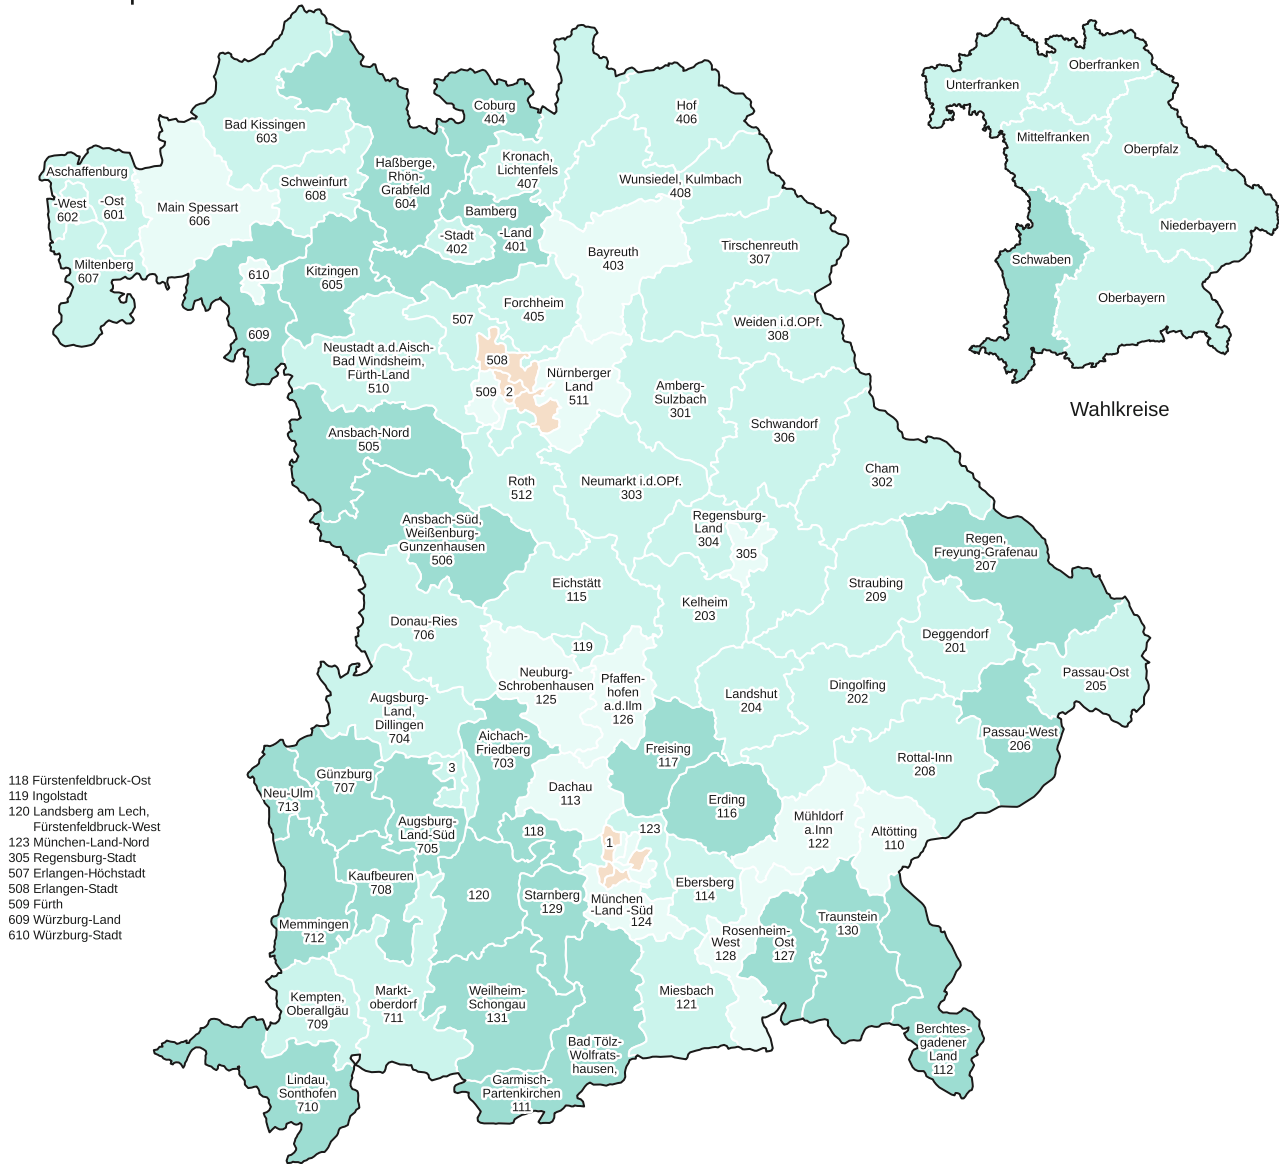 Coburg
404
Hof
406
Bad Kissingen
603
Haßberge,
Rhön-
Grabfeld
604
Kronach,
Lichtenfels
407
Wunsiedel, Kulmbach
408
Aschaffenburg
-West
602
-Ost
601
Schweinfurt
608
Main Spessart
606
Bamberg
-Stadt
402
-Land
401
Bayreuth
403
Tirschenreuth
307
Miltenberg
607
610
Kitzingen
605
Forchheim
405
507
609
Weiden i.d.OPf.
308
Neustadt a.d.Aisch-
Bad Windsheim,
Fürth-Land
510
508
509
2
Nürnberger
Land
511
Amberg-
Sulzbach
301
Schwandorf
306
Ansbach-Nord
505
Cham
302
Roth
512
Neumarkt i.d.OPf.
303
Ansbach-Süd,
Weißenburg-
Gunzenhausen
506
Regensburg-
Land
304
305
Regen,
Freyung-Grafenau
207
Eichstätt
115
Kelheim
203
Straubing
209
Donau-Ries
706
Deggendorf
201
119
Neuburg-
Schrobenhausen
125
Pfaffen-
hofen
a.d.Ilm
126
Landshut
204
Dingolfing
202
Passau-Ost
205
Augsburg-
Land,
Dillingen
704
Aichach-
Friedberg
703
Freising
117
Passau-West
206
Rottal-Inn
208
3
Günzburg
707
Neu-Ulm
713
Dachau
113
Erding
116
Mühldorf
a.Inn
122
Altötting
110
Augsburg-
Land-Süd
705
118
1
123
Kaufbeuren
708
120
Starnberg
129
München
-Land -Süd
124
Ebersberg
114
Memmingen
712
Rosenheim-
West
128
Ost
127
Traunstein
130
Kempten,
Oberallgäu
709
Markt-
oberdorf
711
Weilheim-
Schongau
131
Miesbach
121
Bad Tölz-
Wolfrats-
hausen,
Garmisch-
Partenkirchen
111
Berchtes-
gadener
Land
112
Lindau,
Sonthofen
710
118 Fürstenfeldbruck-Ost
119 Ingolstadt
120 Landsberg am Lech,
Fürstenfeldbruck-West
123 München-Land-Nord
305 Regensburg-Stadt
507 Erlangen-Höchstadt
508 Erlangen-Stadt
509 Fürth
609 Würzburg-Land
610 Würzburg-Stadt
Unterfranken
Oberfranken
Mittelfranken
Oberpfalz
Niederbayern
Schwaben
Oberbayern
Wahlkreise